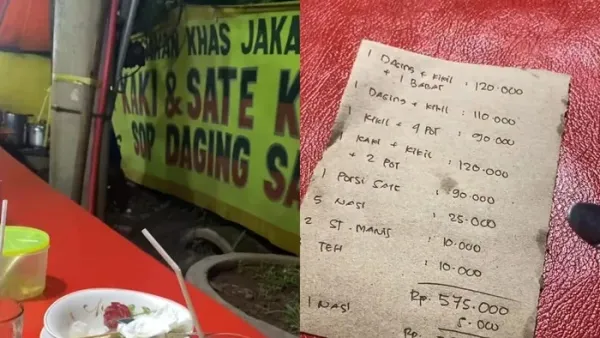 KHAS JAKA
KAKI & SATE K
SOP DAGING SA
1 DAGING + KIKIL : 120.000
+ 1 BABAT
1 DAGING + KIKIL : 110.000
1 KIKIL + 4 POT : 90.000
1 KAKI + KIKIL : 120.000
+ 2 POT
1 PORSI SATE : 90.000
5 NASI : 25.000
2 ST. MANIS : 10.000
TEH : 10.000
Rp. 575.000
1 NASI 5.000
Rp.